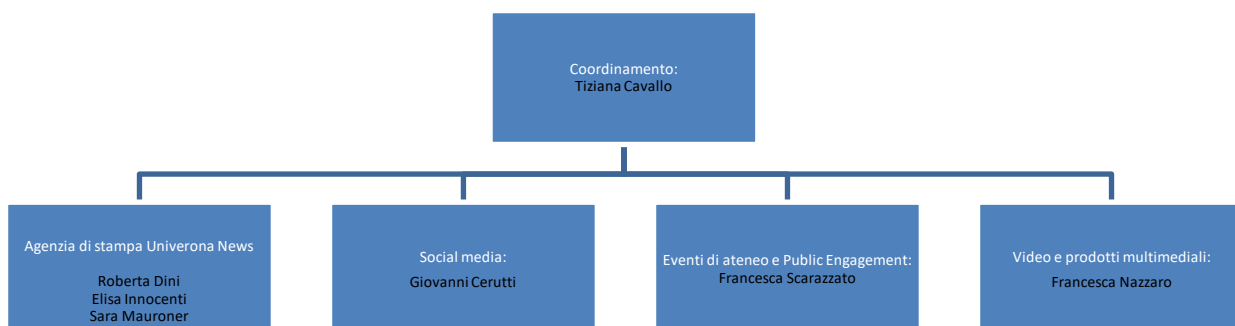 Coordinamento:
Tiziana Cavallo
Agenzia di stampa Univerona News
Roberta Dini
Elisa Innocenti
Sara Mauroner
Social media:
Giovanni Cerutti
Eventi di ateneo e Public Engagement:
Francesca Scarazzato
Video e prodotti multimediali:
Francesca Nazzaro